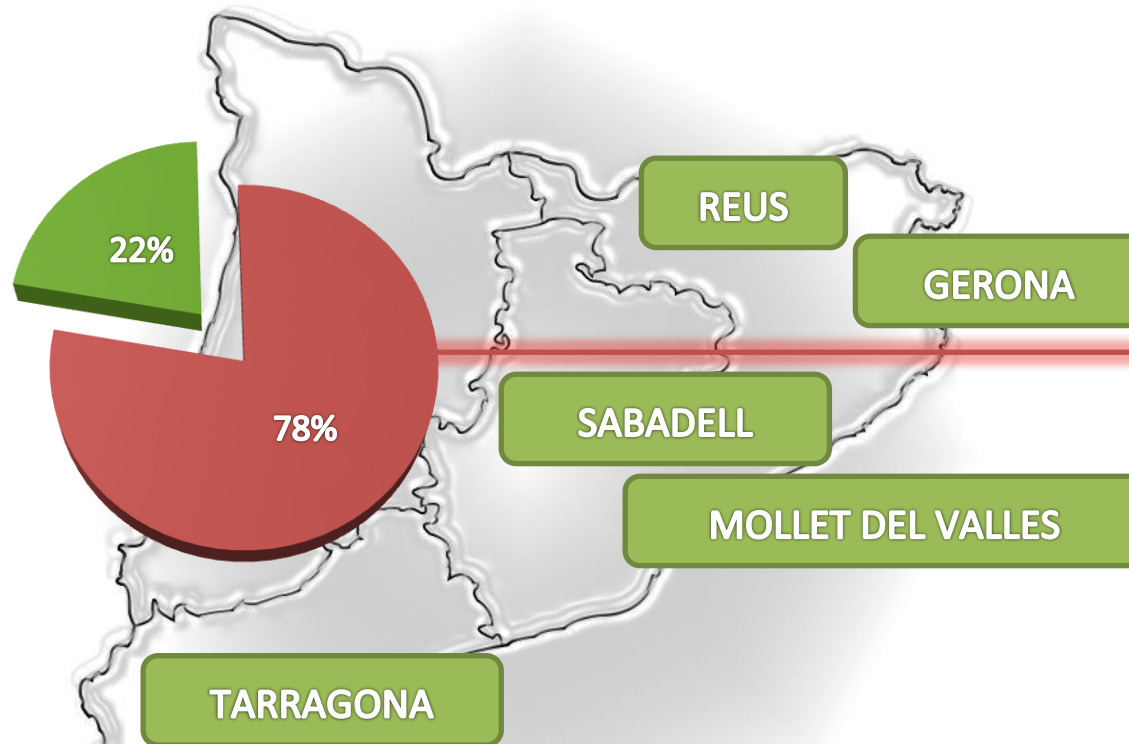 REUS
22%
GERONA
SABADELL
78%
MOLLET DEL VALLES
TARRAGONA